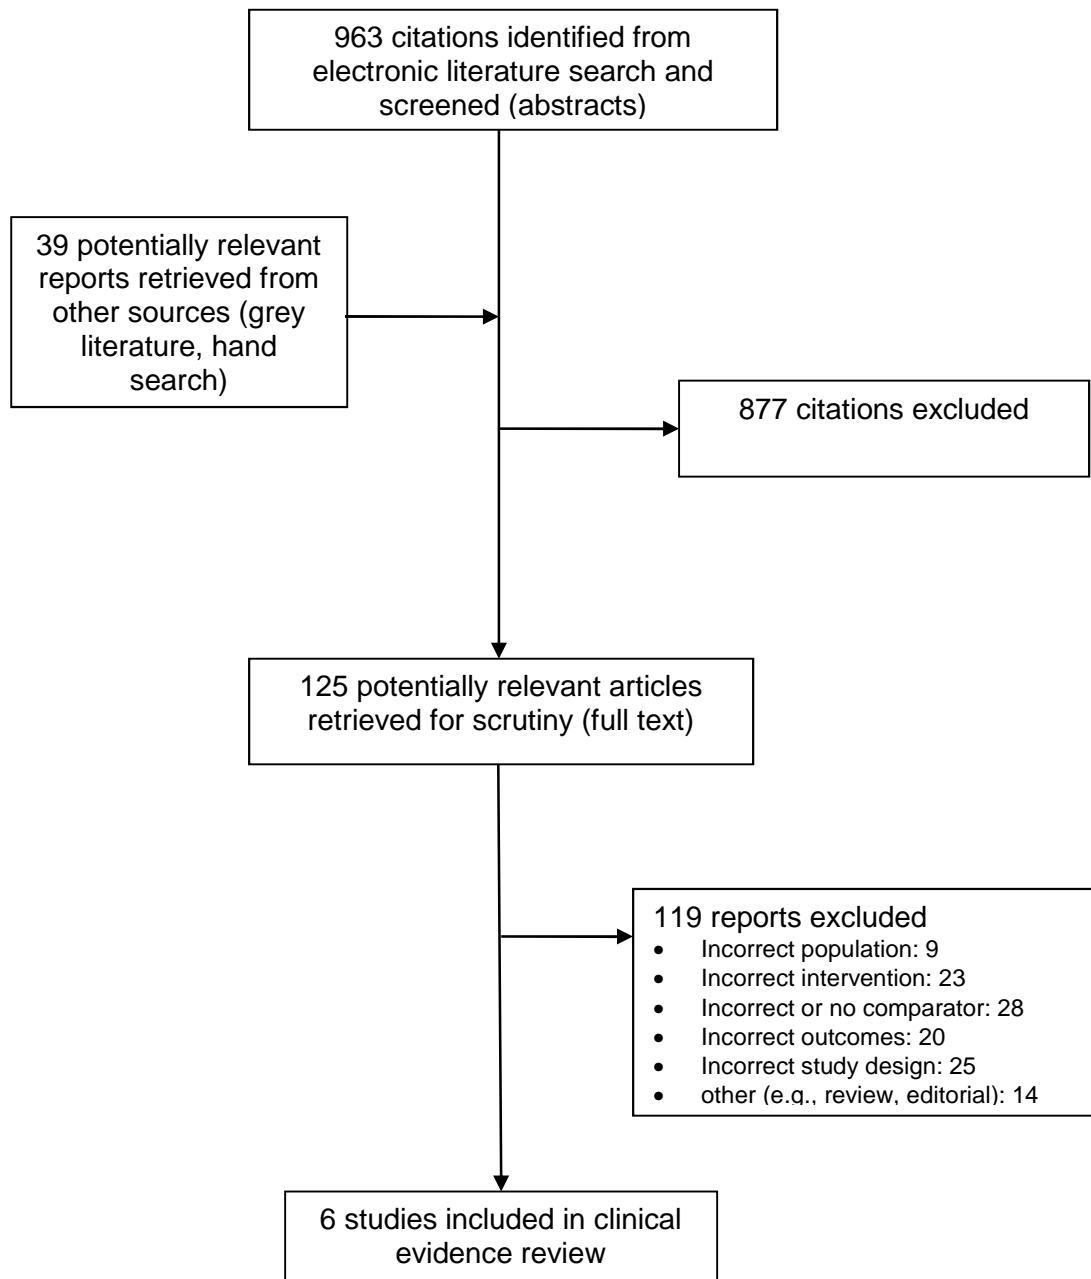 963 citations identified from
electronic literature search and
screened (abstracts)
39 potentially relevant
reports retrieved from
other sources (grey
literature, hand
search)
877 citations excluded
125 potentially relevant articles
retrieved for scrutiny (full text)
119 reports excluded
• Incorrect population: 9
• Incorrect intervention: 23
• Incorrect or no comparator: 28
• Incorrect outcomes: 20
• Incorrect study design: 25
• other (e.g., review, editorial): 14
6 studies included in clinical
evidence review